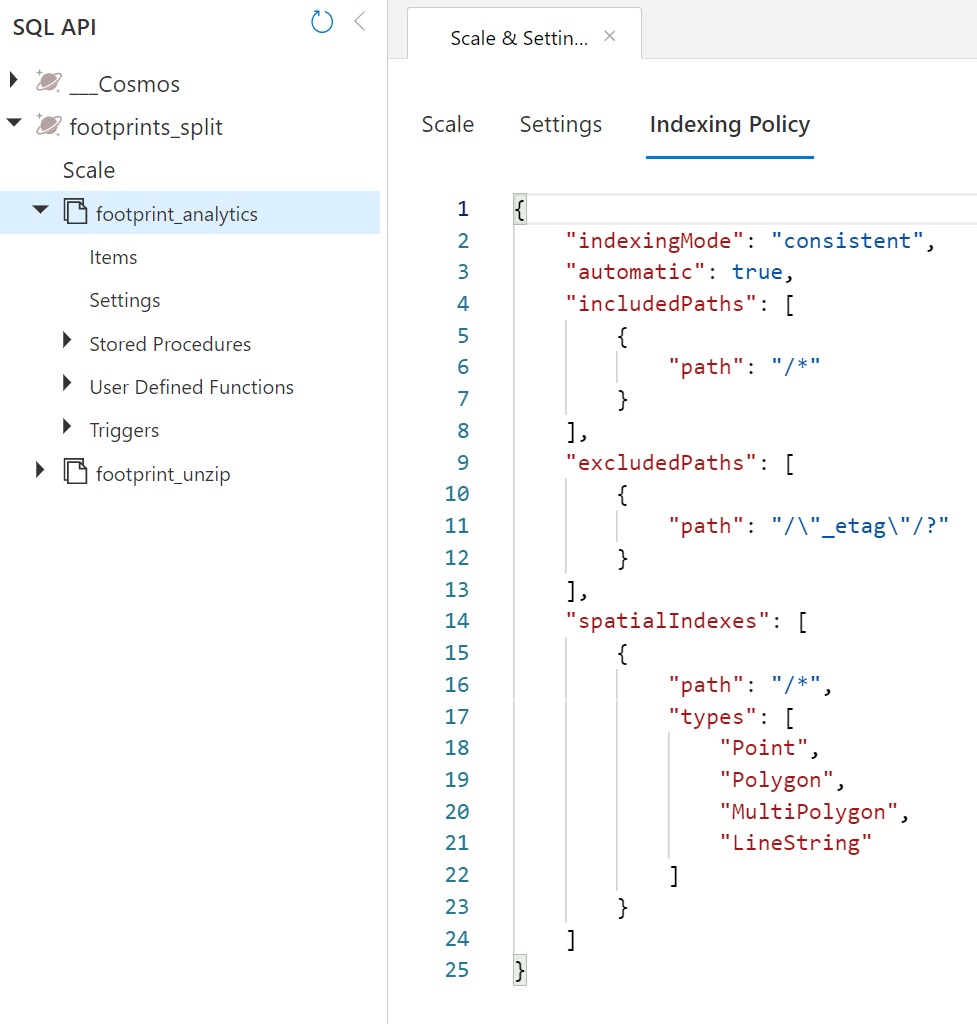 SQL API
___Cosmos
footprints_split
Scale
footprint_analytics
Items
Settings
Stored Procedures
User Defined Functions
Triggers
footprint_unzip
Scale & Settin...
Scale Settings Indexing Policy
1 {
2 "indexingMode": "consistent",
3 "automatic": true,
4 "includedPaths": [
5 {
6 "path": "/*"
7 }
8 ],
9 "excludedPaths": [
10 {
11 "path": "/\"_etag\"/?"
12 }
13 ],
14 "spatialIndexes": [
15 {
16 "path": "/*",
17 "types": [
18 "Point",
19 "Polygon",
20 "MultiPolygon",
21 "LineString"
22 ]
23 }
24 ]
25 }